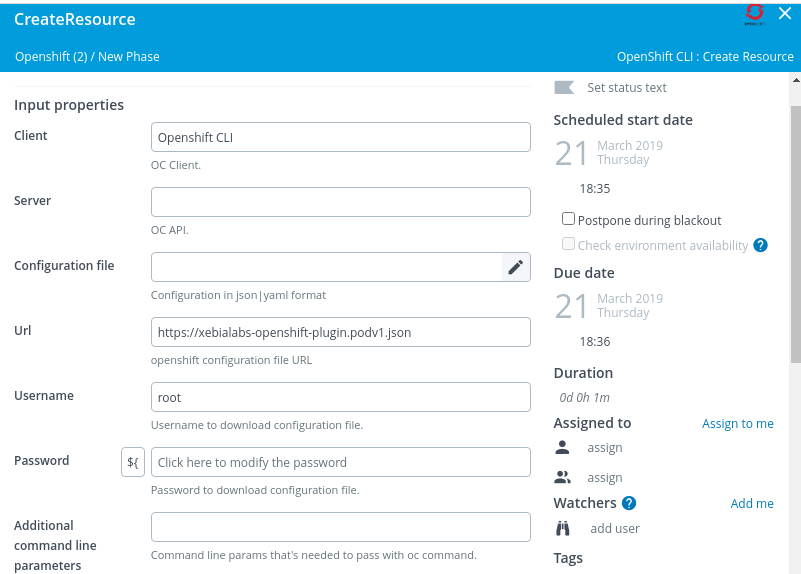 CreateResource
Openshift (2) / New Phase
OpenShift CLI : Create Resource
Input properties
Client
Openshift CLI
OC Client.
Server
OC API.
Configuration file
Configuration in json|yaml format
Url
https://xebialabs-openshift-plugin.podv1.json
openshift configuration file URL
Username
root
Username to download configuration file.
Password
${
Click here to modify the password
Password to download configuration file.
Additional
command line
parameters
Command line params that's needed to pass with oc command.
Set status text
Scheduled start date
21
March 2019
Thursday
18:35
Postpone during blackout
Check environment availability ?
Due date
21
March 2019
Thursday
18:36
Duration
0d 0h 1m
Assigned to
Assign to me
assign
assign
Watchers ?
Add me
add user
Tags